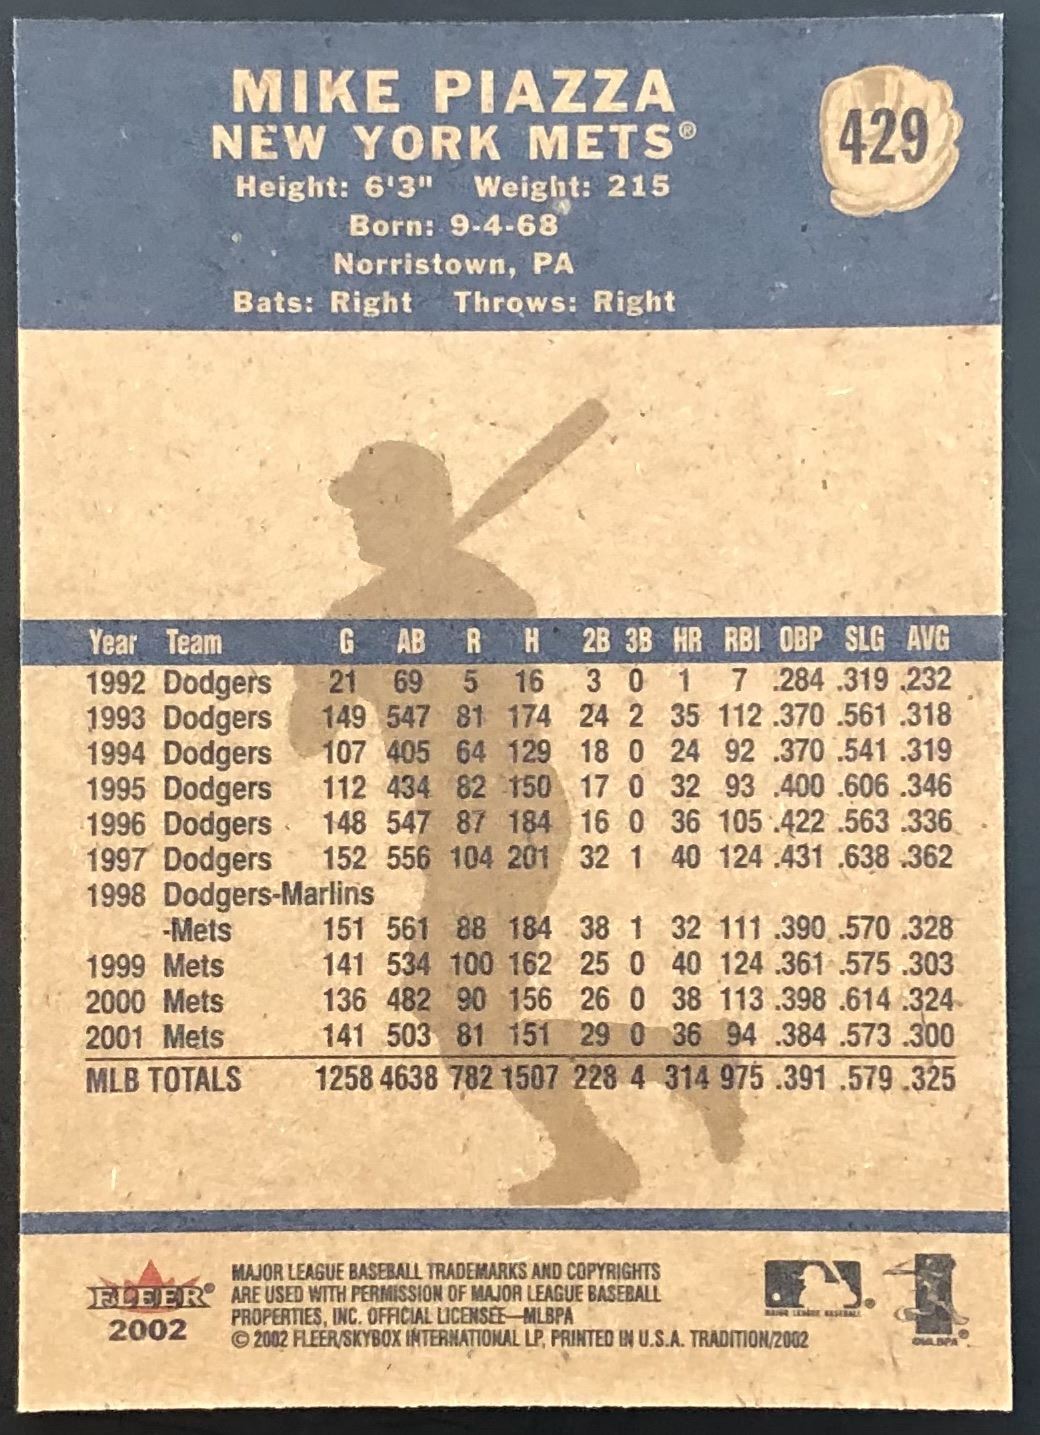 MIKE PIAZZA
NEW YORK METS®
429
Height: 6'3" Weight: 215
Born: 9-4-68
Norristown, PA
Bats: Right Throws: Right
Year Team G AB R H 2B 3B HR RBI OBP SLG AVG
1992 Dodgers 21 69 5 16 3 0 1 7 .284 .319 .232
1993 Dodgers 149 547 81 174 24 2 35 112 .370 .561 .318
1994 Dodgers 107 405 64 129 18 0 24 92 .370 .541 .319
1995 Dodgers 112 434 82 150 17 0 32 93 .400 .606 .346
1996 Dodgers 148 547 87 184 16 0 36 105 .422 .563 .336
1997 Dodgers 152 556 104 201 32 1 40 124 .431 .638 .362
1998 Dodgers-Marlins
-Mets 151 561 88 184 38 1 32 111 .390 .570 .328
1999 Mets 141 534 100 162 25 0 40 124 .361 .575 .303
2000 Mets 136 482 90 156 26 0 38 113 .398 .614 .324
2001 Mets 141 503 81 151 29 0 36 94 .384 .573 .300
MLB TOTALS 1258 4638 782 1507 228 4 314 975 .391 .579 .325
FLEER®
2002
MAJOR LEAGUE BASEBALL TRADEMARKS AND COPYRIGHTS
ARE USED WITH PERMISSION OF MAJOR LEAGUE BASEBALL
PROPERTIES, INC. OFFICIAL LICENSEE—MLBPA
© 2002 FLEER/SKYBOX INTERNATIONAL LP, PRINTED IN U.S.A. TRADITION/2002
MAJOR LEAGUE BASEBALL®
©MLBPA®